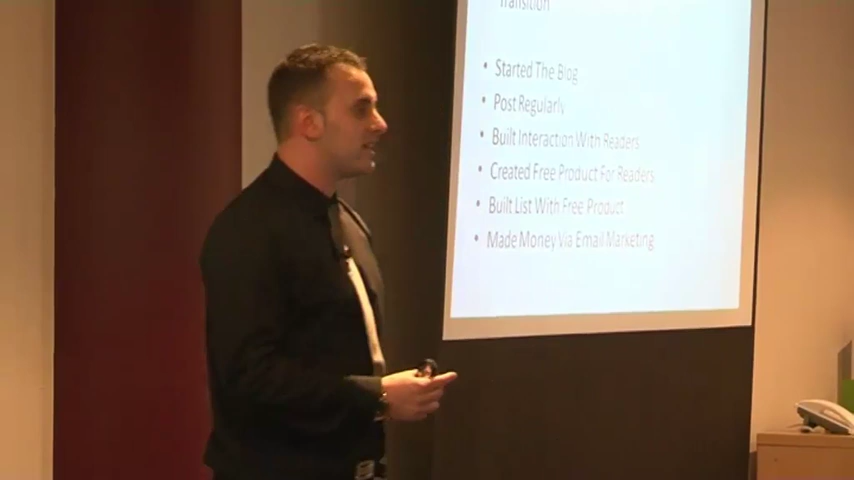 Transition
• Started The Blog
• Post Regularly
• Built Interaction With Readers
• Created Free Product For Readers
• Built List With Free Product
• Made Money Via Email Marketing